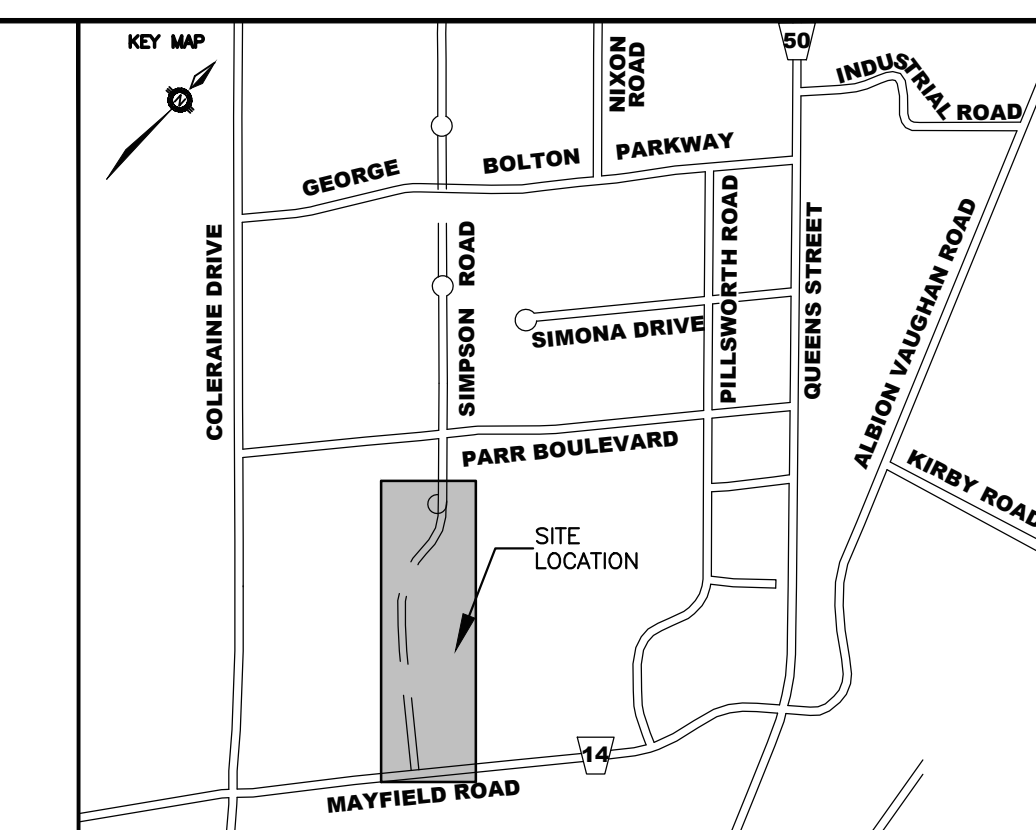 KEY MAP
N
NIXON
ROAD
50
INDUSTRIAL ROAD
GEORGE BOLTON PARKWAY
COLERAINE DRIVE
SIMPSON ROAD
SIMONA DRIVE
PILLSWORTH ROAD
QUEENS STREET
ALBION VAUGHAN ROAD
PARR BOULEVARD
KIRBY ROAD
SITE
LOCATION
14
MAYFIELD ROAD